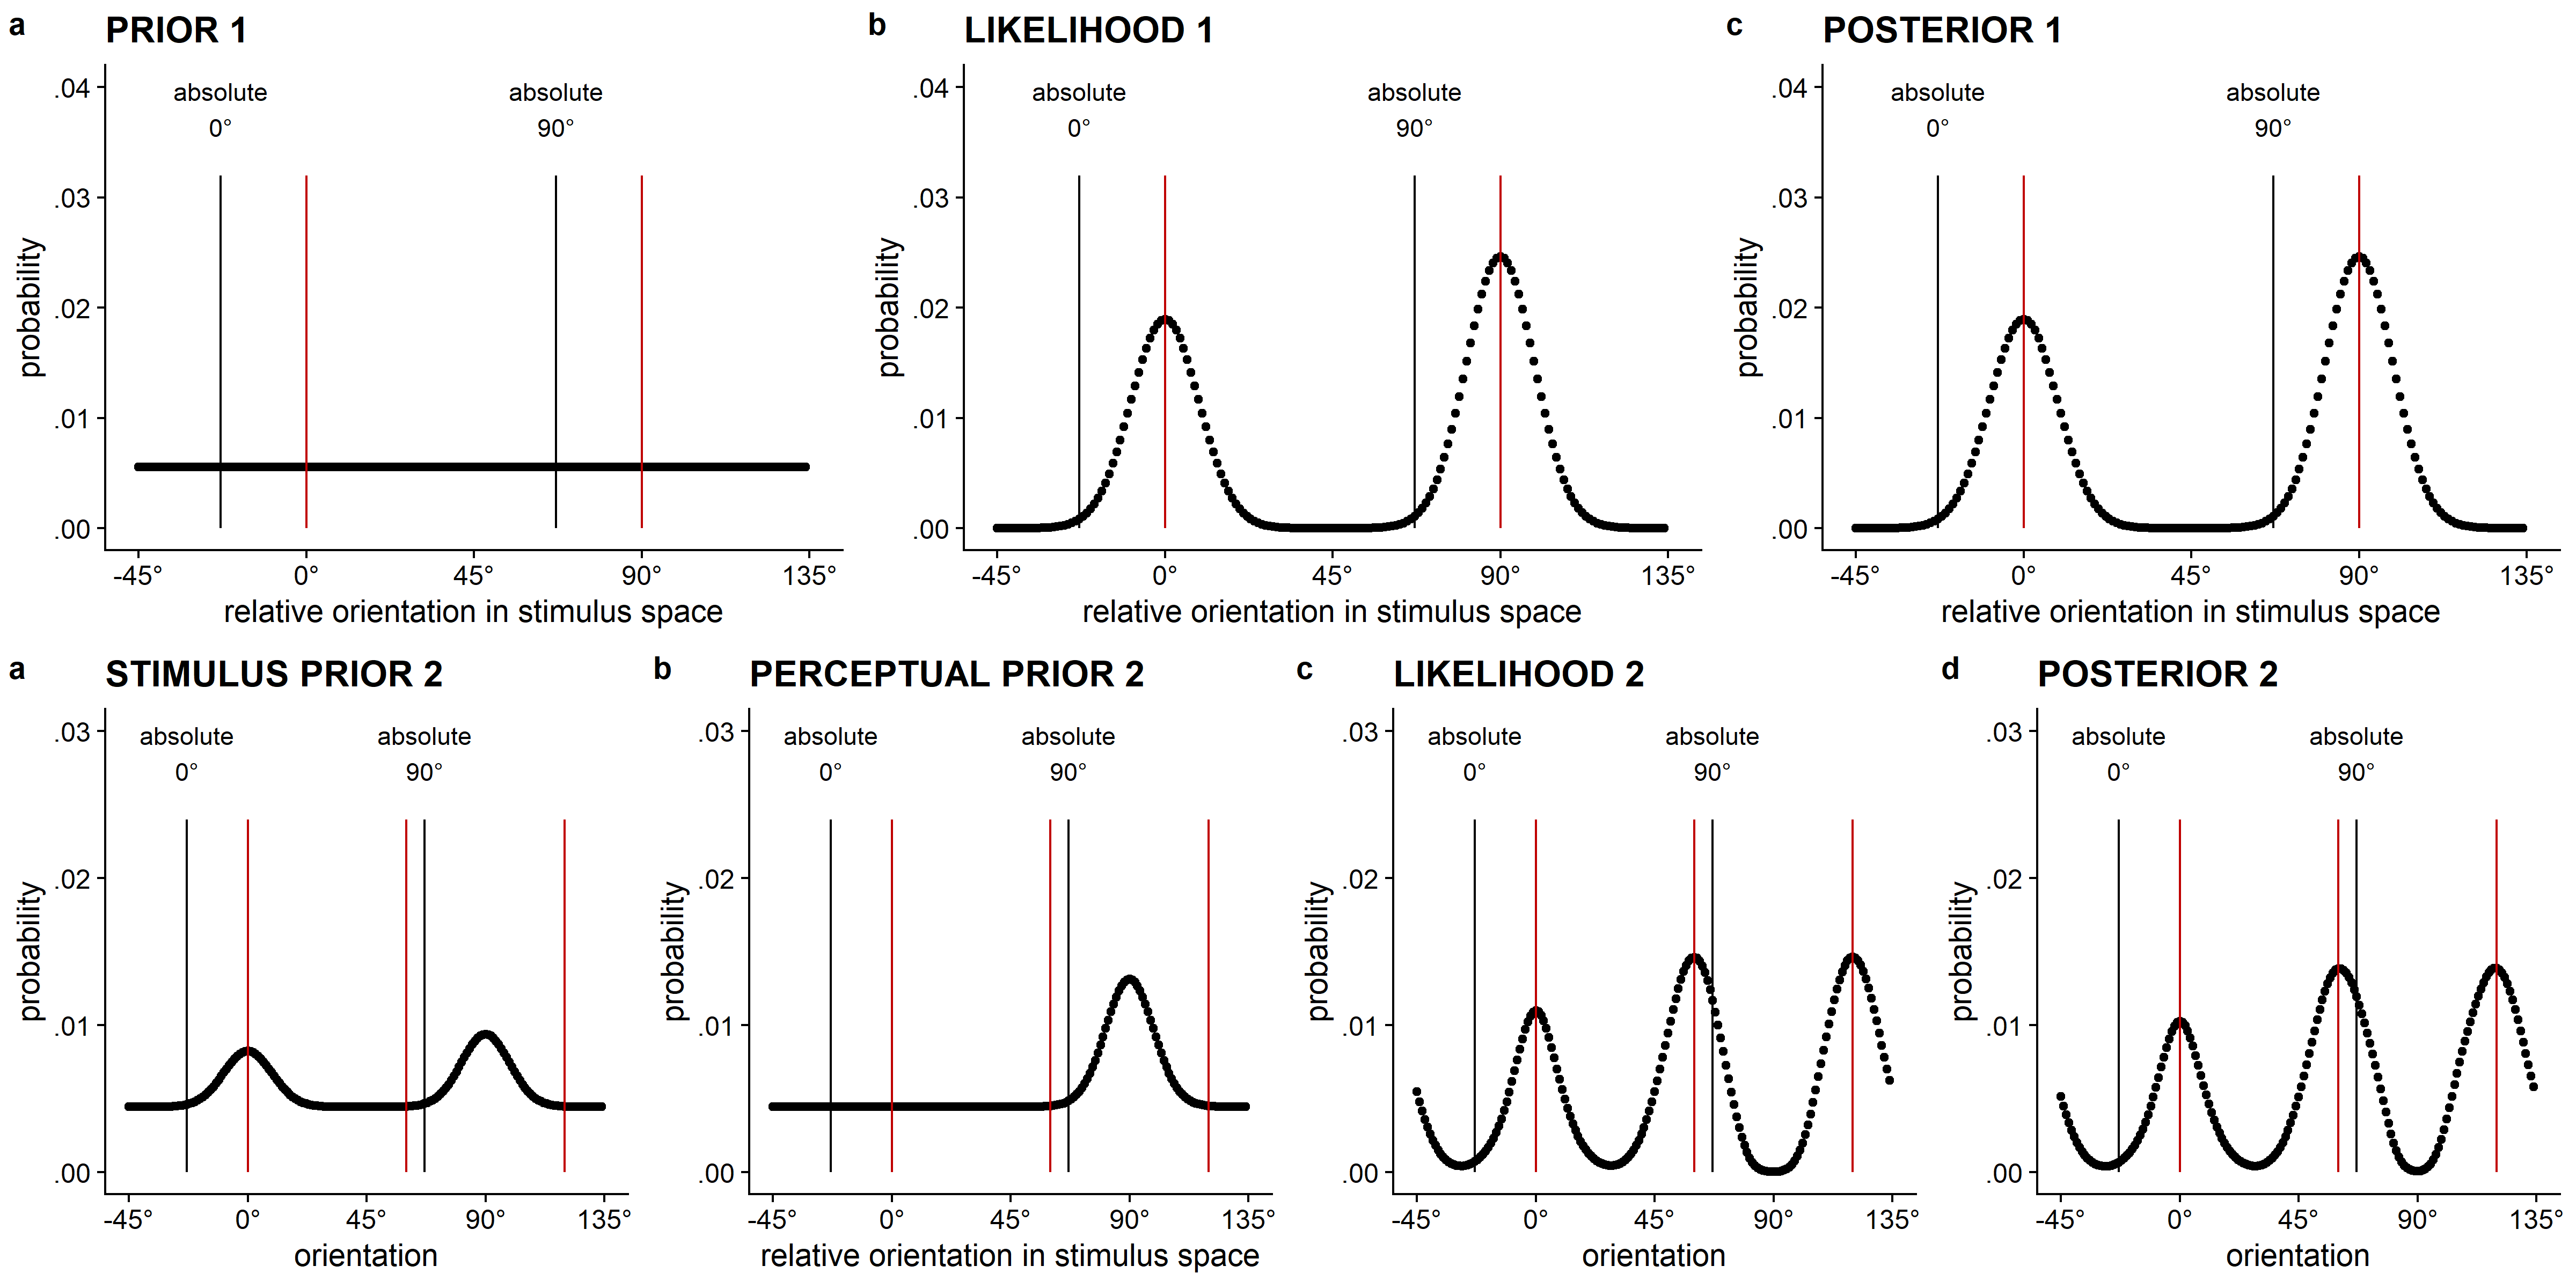 a PRIOR 1
.04
.03
.02
.01
.00
probability
absolute
0°
absolute
90°
-45° 0° 45° 90° 135°
relative orientation in stimulus space
b LIKELIHOOD 1
.04
.03
.02
.01
.00
probability
absolute
0°
absolute
90°
-45° 0° 45° 90° 135°
relative orientation in stimulus space
c POSTERIOR 1
.04
.03
.02
.01
.00
probability
absolute
0°
absolute
90°
-45° 0° 45° 90° 135°
relative orientation in stimulus space
a STIMULUS PRIOR 2
.03
.02
.01
.00
probability
absolute
0°
absolute
90°
-45° 0° 45° 90° 135°
orientation
b PERCEPTUAL PRIOR 2
.03
.02
.01
.00
probability
absolute
0°
absolute
90°
-45° 0° 45° 90° 135°
relative orientation in stimulus space
c LIKELIHOOD 2
.03
.02
.01
.00
probability
absolute
0°
absolute
90°
-45° 0° 45° 90° 135°
orientation
d POSTERIOR 2
.03
.02
.01
.00
probability
absolute
0°
absolute
90°
-45° 0° 45° 90° 135°
orientation